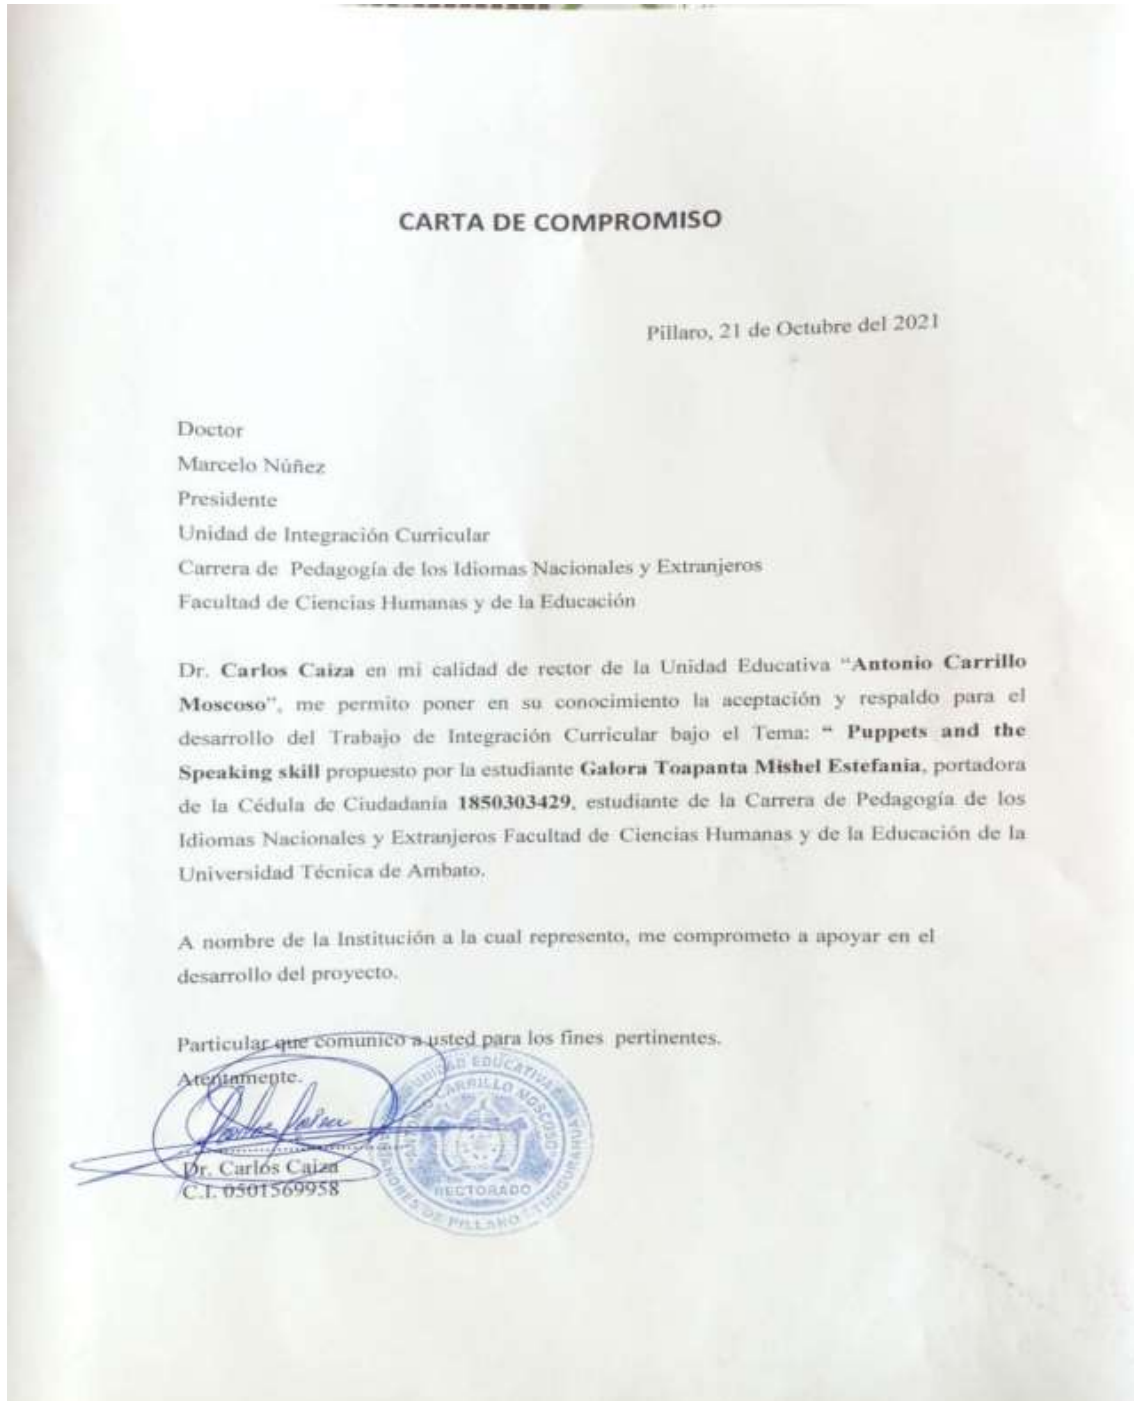 CARTA DE COMPROMISO
Píllaro, 21 de Octubre del 2021
Doctor
Marcelo Núñez
Presidente
Unidad de Integración Curricular
Carrera de Pedagogía de los Idiomas Nacionales y Extranjeros
Facultad de Ciencias Humanas y de la Educación
Dr. Carlos Caiza en mi calidad de rector de la Unidad Educativa “Antonio Carrillo
Moscoso”, me permito poner en su conocimiento la aceptación y respaldo para el
desarrollo del Trabajo de Integración Curricular bajo el Tema: “ Puppets and the
Speaking skill propuesto por la estudiante Galora Toapanta Mishel Estefania, portadora
de la Cédula de Ciudadanía 1850303429, estudiante de la Carrera de Pedagogía de los
Idiomas Nacionales y Extranjeros Facultad de Ciencias Humanas y de la Educación de la
Universidad Técnica de Ambato.
A nombre de la Institución a la cual represento, me comprometo a apoyar en el
desarrollo del proyecto.
Particular que comunico a usted para los fines pertinentes.
Atentamente.
Dr. Carlos Caiza
C.I. 0501569958
UNIDAD EDUCATIVA
ANTONIO CARRILLO MOSCOSO
RECTORADO
DE PILLARO - TUNGURAHUA